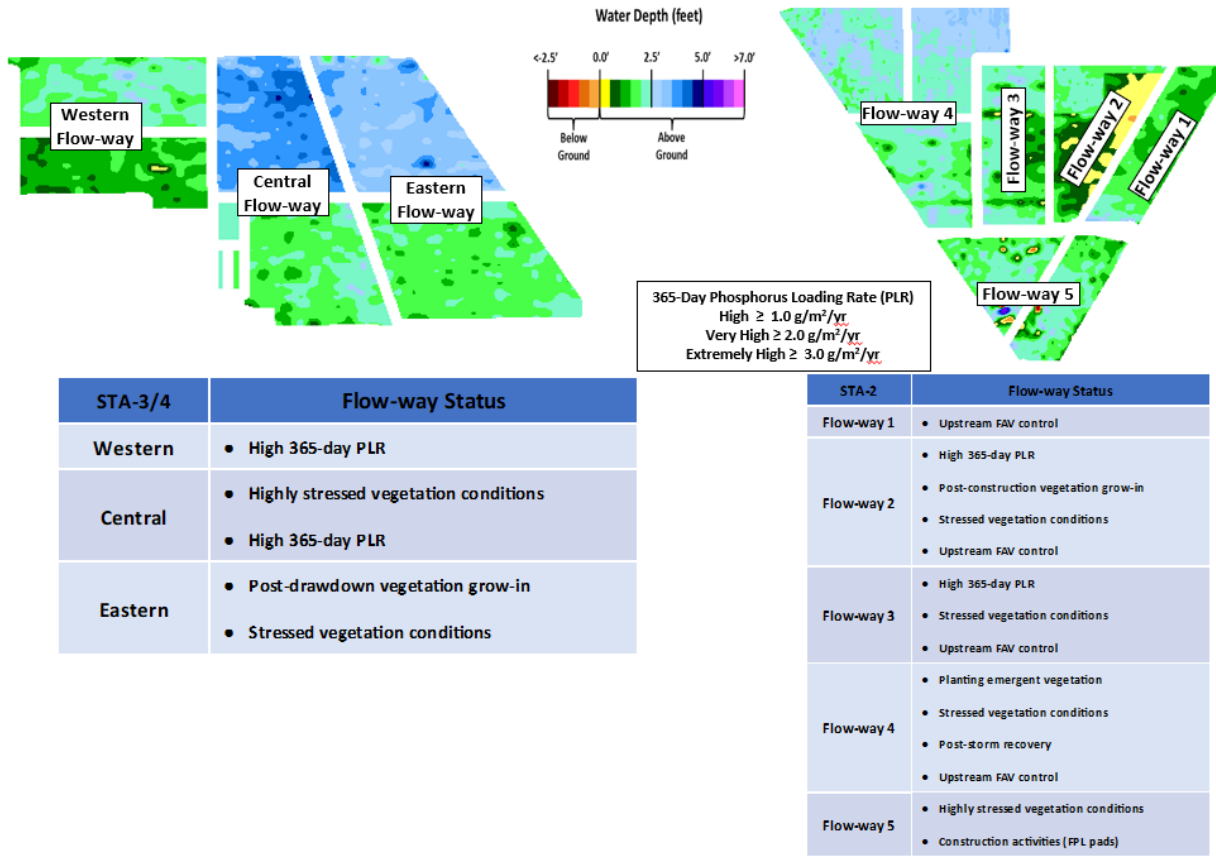 Water Depth (feet)
<-2.5' 0.0' 2.5' 5.0' >7.0'
Below
Ground
Above
Ground
Western
Flow-way
Central
Flow-way
Eastern
Flow-way
Flow-way 4
Flow-way 3
Flow-way 2
Flow-way 1
Flow-way 5
365-Day Phosphorus Loading Rate (PLR)
High ≥ 1.0 g/m²/yr
Very High ≥ 2.0 g/m²/yr
Extremely High ≥ 3.0 g/m²/yr
STA-3/4 Flow-way Status
Western
• High 365-day PLR
Central
• Highly stressed vegetation conditions
• High 365-day PLR
Eastern
• Post-drawdown vegetation grow-in
• Stressed vegetation conditions
STA-2 Flow-way Status
Flow-way 1
• Upstream FAV control
Flow-way 2
• High 365-day PLR
• Post-construction vegetation grow-in
• Stressed vegetation conditions
• Upstream FAV control
Flow-way 3
• High 365-day PLR
• Stressed vegetation conditions
• Upstream FAV control
Flow-way 4
• Planting emergent vegetation
• Stressed vegetation conditions
• Post-storm recovery
• Upstream FAV control
Flow-way 5
• Highly stressed vegetation conditions
• Construction activities (FPL pads)